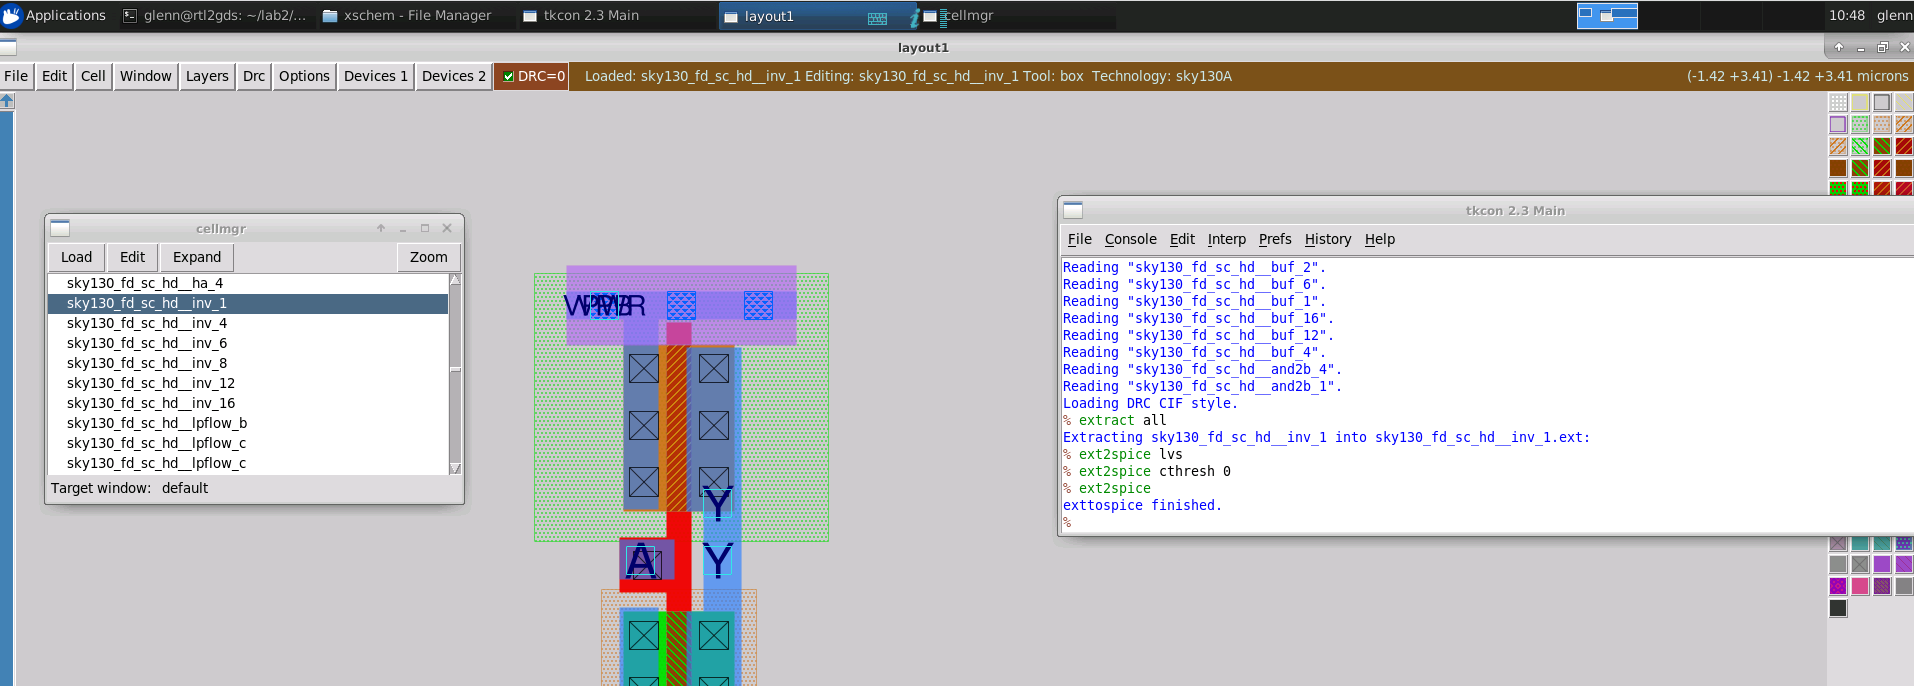 Applications
glenn@rtl2gds: ~/lab2/...
xschem - File Manager
tkcon 2.3 Main
layout1
cellmgr
10:48
glenn
layout1
File Edit Cell Window Layers Drc Options Devices 1 Devices 2 DRC=0 Loaded: sky130_fd_sc_hd__inv_1 Editing: sky130_fd_sc_hd__inv_1 Tool: box Technology: sky130A (-1.42 +3.41) -1.42 +3.41 microns
cellmgr
Load Edit Expand Zoom
sky130_fd_sc_hd__ha_4
sky130_fd_sc_hd__inv_1
sky130_fd_sc_hd__inv_4
sky130_fd_sc_hd__inv_6
sky130_fd_sc_hd__inv_8
sky130_fd_sc_hd__inv_12
sky130_fd_sc_hd__inv_16
sky130_fd_sc_hd__lpflow_b
sky130_fd_sc_hd__lpflow_c
sky130_fd_sc_hd__lpflow_c
Target window: default
Y
A
Y
tkcon 2.3 Main
File Console Edit Interp Prefs History Help
Reading "sky130_fd_sc_hd__buf_2".
Reading "sky130_fd_sc_hd__buf_6".
Reading "sky130_fd_sc_hd__buf_1".
Reading "sky130_fd_sc_hd__buf_16".
Reading "sky130_fd_sc_hd__buf_12".
Reading "sky130_fd_sc_hd__buf_4".
Reading "sky130_fd_sc_hd__and2b_4".
Reading "sky130_fd_sc_hd__and2b_1".
Loading DRC CIF style.
% extract all
Extracting sky130_fd_sc_hd__inv_1 into sky130_fd_sc_hd__inv_1.ext:
% ext2spice lvs
% ext2spice cthresh 0
% ext2spice
exttospice finished.
%